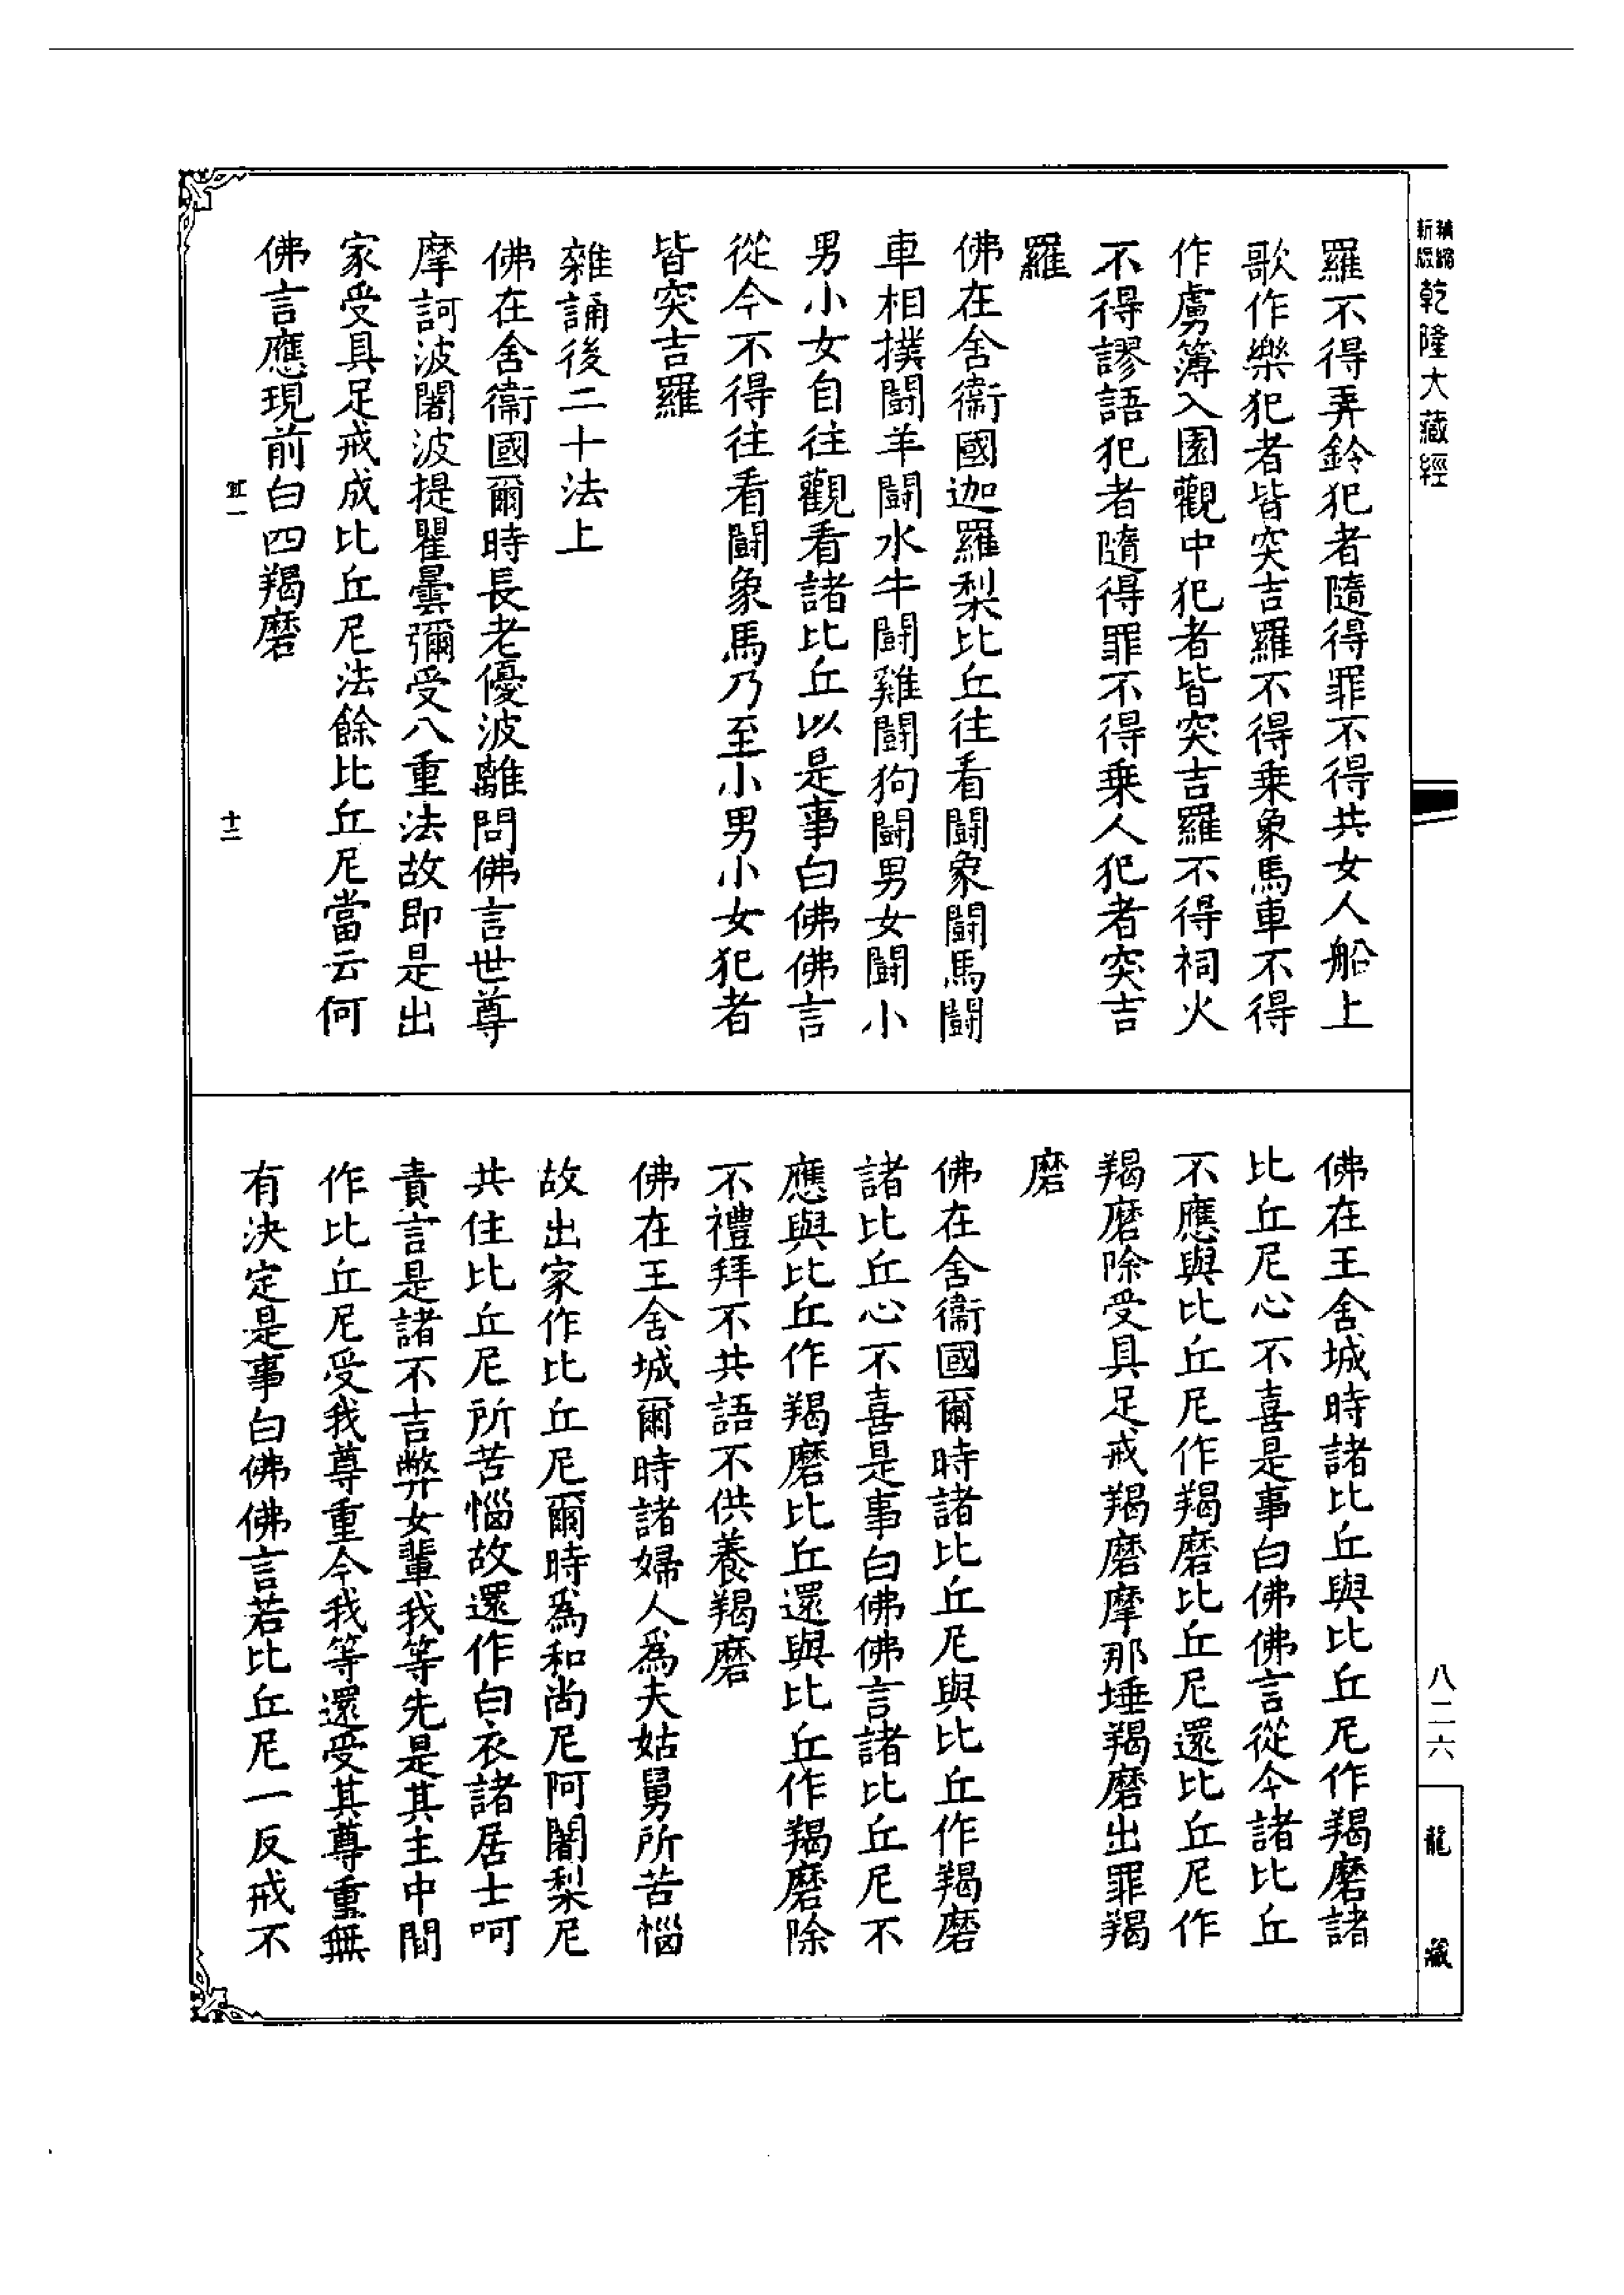 乾隆大藏經
羅不得弄鈴犯者隨得罪不得共女人船上
歌作樂犯者皆突吉羅不得乗象馬車不得
作虜簿入園觀中犯者皆突吉羅不得祠火
不得謬語犯者隨得罪不得乗人犯者突吉
羅
佛在舍衞國迦羅梨比丘往看鬪象鬪馬鬪
車相撲鬪羊鬪水牛鬪雞鬪狗鬪男女鬪小
男小女自往觀看諸比丘以是事白佛佛言
從今不得往看鬪象馬乃至小男小女犯者
皆突吉羅
雜誦後二十法上
佛在舍衞國爾時長老優波離問佛言世尊
摩訶波闍波提瞿曇彌受八重法故即是出
家受具足戒成比丘尼法餘比丘尼當云何
佛言應現前白四羯磨
十二
佛在王舍城時諸比丘與比丘尼作羯磨諸
比丘尼心不喜是事白佛佛言從今諸比丘
不應與比丘尼作羯磨比丘尼還比丘尼作
羯磨除受具足戒羯磨摩那埵羯磨出罪羯
磨
佛在舍衞國爾時諸比丘尼與比丘作羯磨
諸比丘心不喜是事白佛佛言諸比丘尼不
應與比丘作羯磨比丘還與比丘作羯磨除
不禮拜不共語不供養羯磨
佛在王舍城爾時諸婦人爲夫姑舅所苦惱
故出家作比丘尼爾時爲和尚尼阿闍梨尼
共住比丘尼所苦惱故還作白衣諸居士呵
責言是諸不吉弊女輩我等先是其主中間
作比丘尼受我尊重今我等還受其尊重無
有決定是事白佛佛言若比丘尼一反戒不
八二六
龍藏